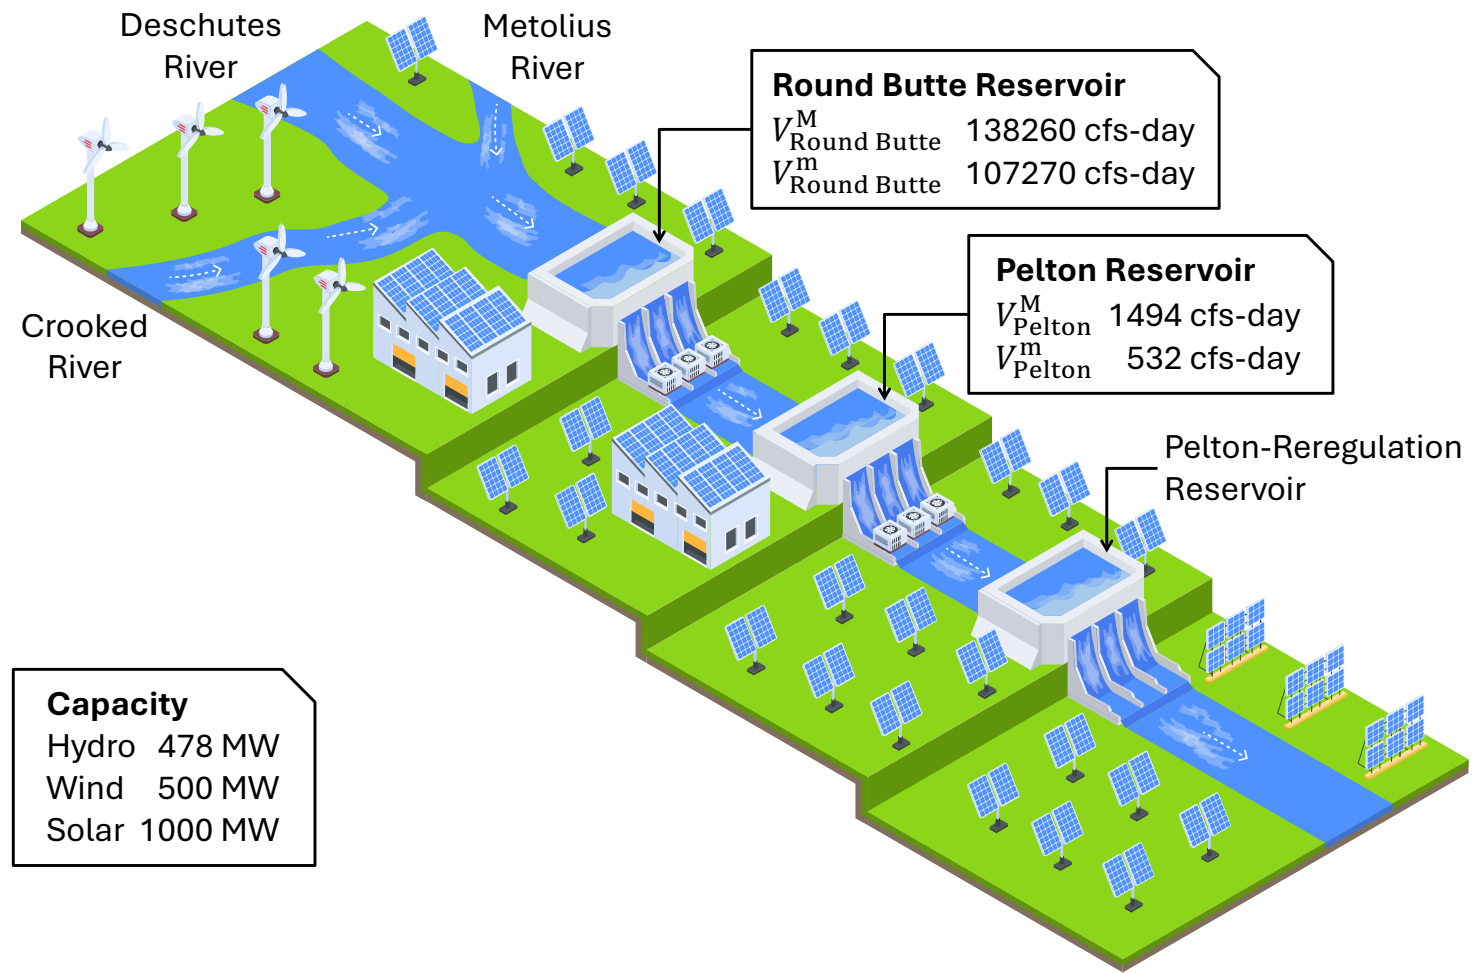 Deschutes
River
Metolius
River
Round Butte Reservoir
V^M_Round Butte 138260 cfs-day
V^m_Round Butte 107270 cfs-day
Pelton Reservoir
V^M_Pelton 1494 cfs-day
V^m_Pelton 532 cfs-day
Crooked
River
Pelton-Reregulation
Reservoir
Capacity
Hydro 478 MW
Wind 500 MW
Solar 1000 MW